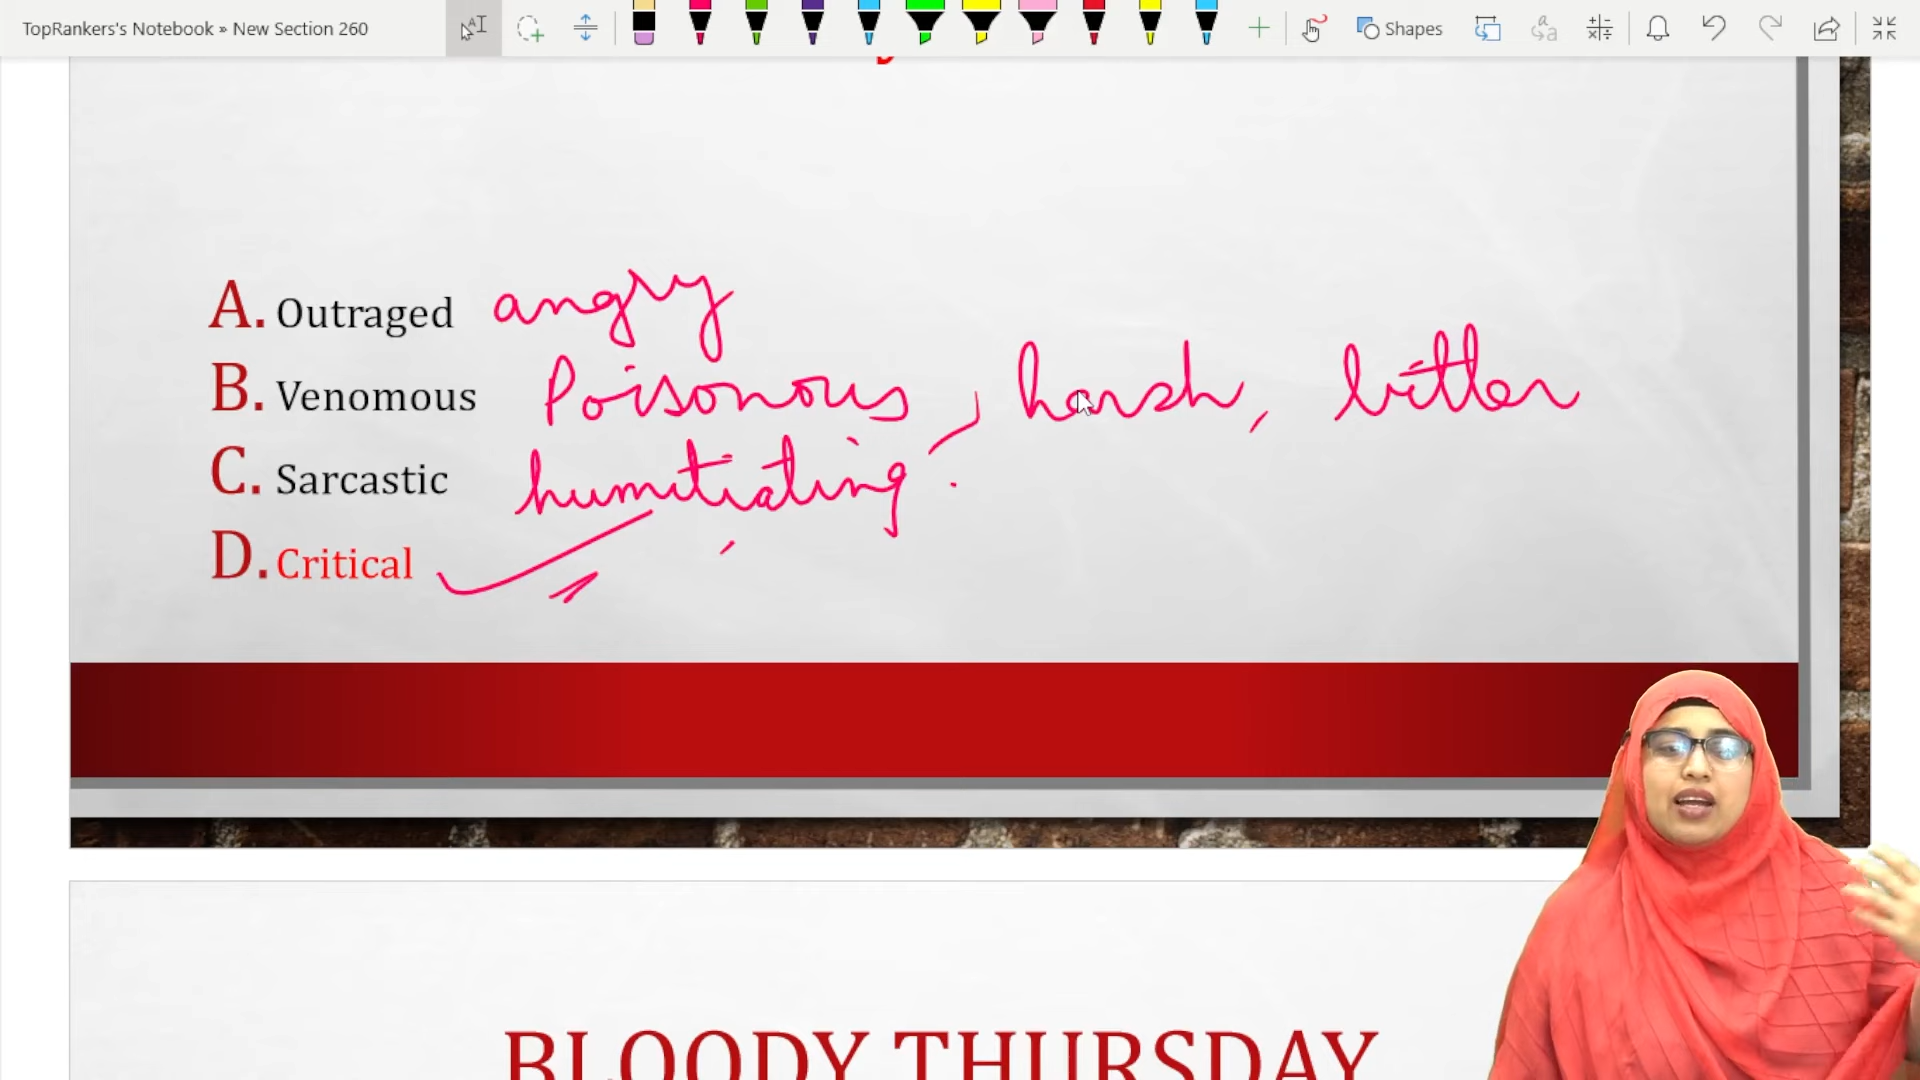 TopRankers's Notebook » New Section 260
Shapes
A. Outraged angry
B. Venomous Poisonous, harsh, bitter
C. Sarcastic humiliating.
D. Critical
BLOODY THURSDAY